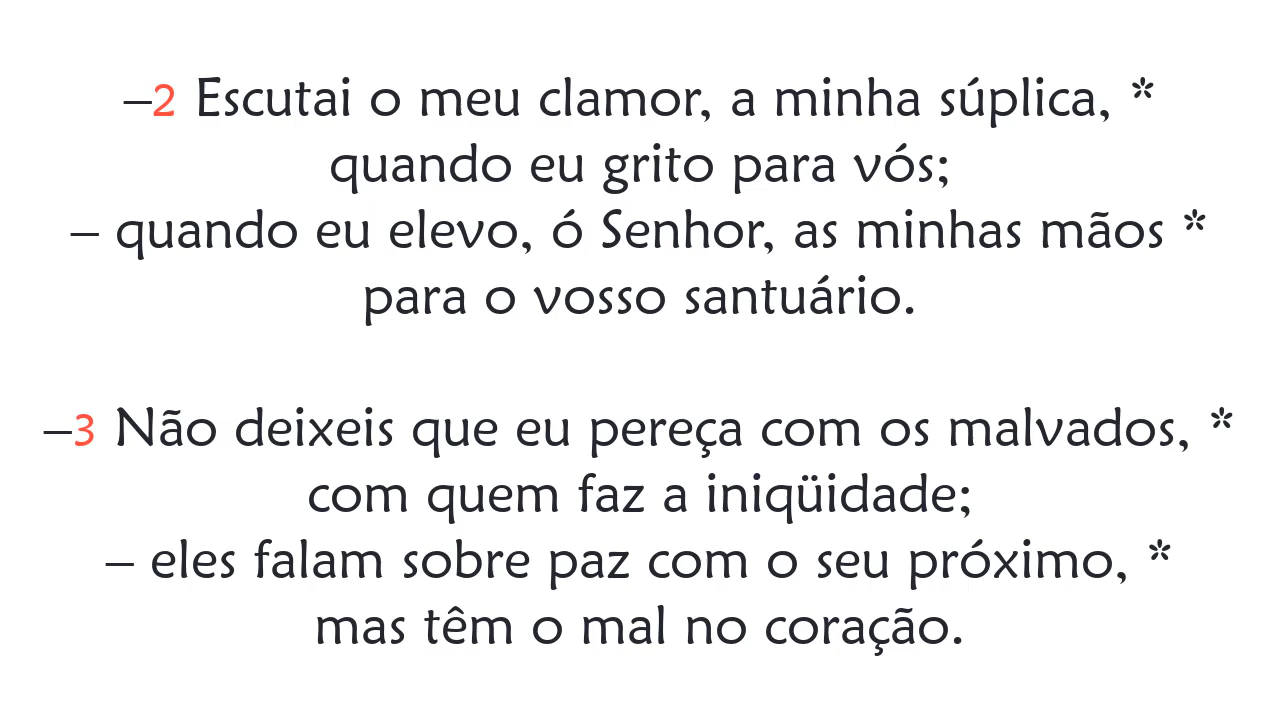 –2 Escutai o meu clamor, a minha súplica, *
quando eu grito para vós;
– quando eu elevo, ó Senhor, as minhas mãos *
para o vosso santuário.
–3 Não deixeis que eu pereça com os malvados, *
com quem faz a iniqüidade;
– eles falam sobre paz com o seu próximo, *
mas têm o mal no coração.